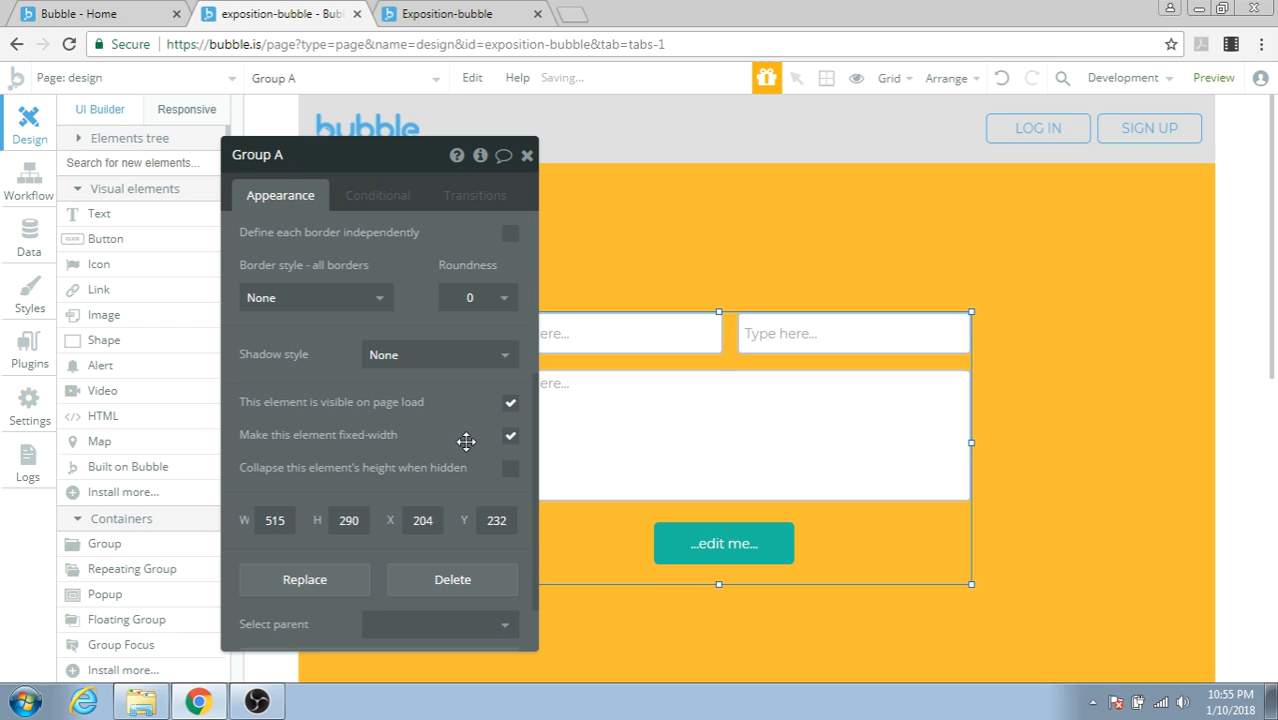 Bubble - Home
exposition-bubble - Bubl
Exposition-bubble
Secure
https://bubble.is/page?type=page&name=design&id=exposition-bubble&tab=tabs-1
Page: design
Group A
Edit
Help
Saving...
Grid
Arrange
Development
Preview
Design
Workflow
Data
Styles
Plugins
Settings
Logs
UI Builder
Responsive
Elements tree
Search for new elements...
Visual elements
Text
CLICK
Button
Icon
Link
Image
Shape
Alert
Video
</> HTML
Map
Built on Bubble
Install more...
Containers
Group
Repeating Group
Popup
Floating Group
Group Focus
Install more...
Group A
Appearance
Conditional
Transitions
Define each border independently
Border style - all borders
Roundness
None
0
Shadow style
None
This element is visible on page load
Make this element fixed-width
Collapse this element's height when hidden
W 515 H 290 X 204 Y 232
Replace
Delete
Select parent
bubble
LOG IN
SIGN UP
ere...
Type here...
ere...
...edit me...
10:55 PM
1/10/2018